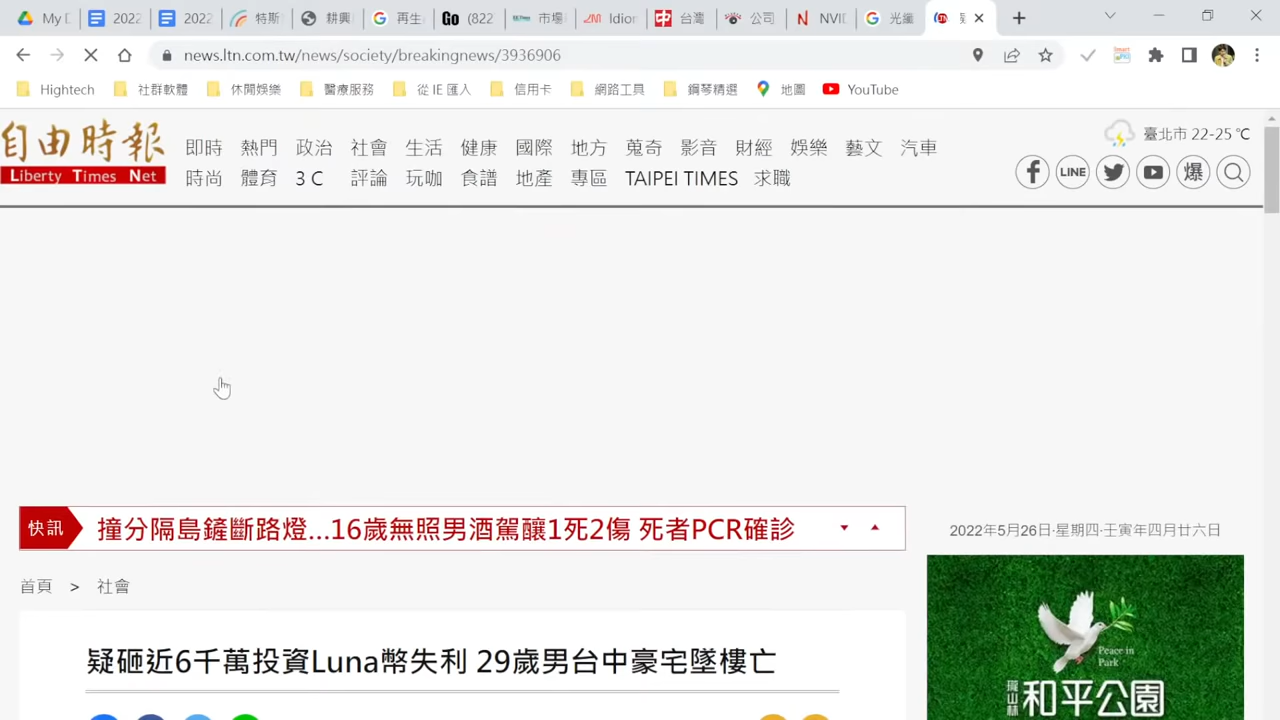 My D
2022
2022
特斯
耕興
再生
Go (822
市場
Idion
台灣
公司
NVID
光纖
news.ltn.com.tw/news/society/breakingnews/3936906
Hightech 社群軟體 休閒娛樂 醫療服務 從 IE 匯入 信用卡 網路工具 鋼琴精選 地圖 YouTube
自由時報
Liberty Times Net
即時 熱門 政治 社會 生活 健康 國際 地方 蒐奇 影音 財經 娛樂 藝文 汽車
時尚 體育 3 C 評論 玩咖 食譜 地產 專區 TAIPEI TIMES 求職
臺北市 22-25 ℃
LINE 爆
快訊 撞分隔島鏟斷路燈...16歲無照男酒駕釀1死2傷 死者PCR確診
2022年5月26日‧星期四‧壬寅年四月廿六日
首頁 > 社會
疑砸近6千萬投資Luna幣失利 29歲男台中豪宅墜樓亡
Peace in
Park
瓏山林
和平公園